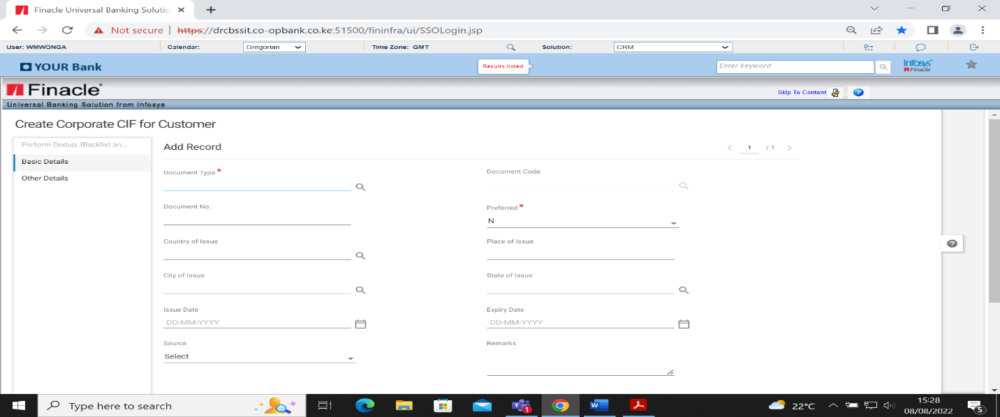 Finacle Universal Banking Solutio
Not secure | https://drcbssit.co-opbank.co.ke:51500/fininfra/ui/SSOLogin.jsp
User: WMWONGA Calendar: Gregorian Time Zone: GMT Solution: CRM
YOUR Bank Results listed Enter keyword Infosys Finacle
Finacle Skip To Content
Universal Banking Solution from Infosys
Create Corporate CIF for Customer
Perform Dedup, Blacklist an...
Basic Details
Other Details
Add Record 1 / 1
Document Type * Document Code
Document No. Preferred *
N
Country of Issue Place of Issue
City of Issue State of Issue
Issue Date Expiry Date
DD-MM-YYYY DD-MM-YYYY
Source Remarks
Select
Type here to search 22°C 15:28
08/08/2022 5
1